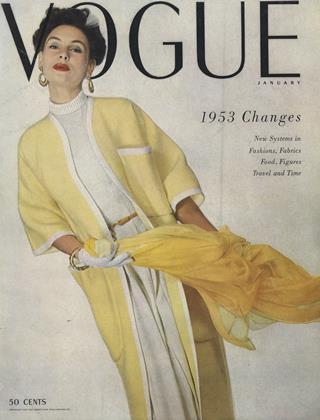 VOGUE
JANUARY
1953 Changes
New Systems in
Fashions, Fabrics
Food, Figures
Travel and Time
50 CENTS